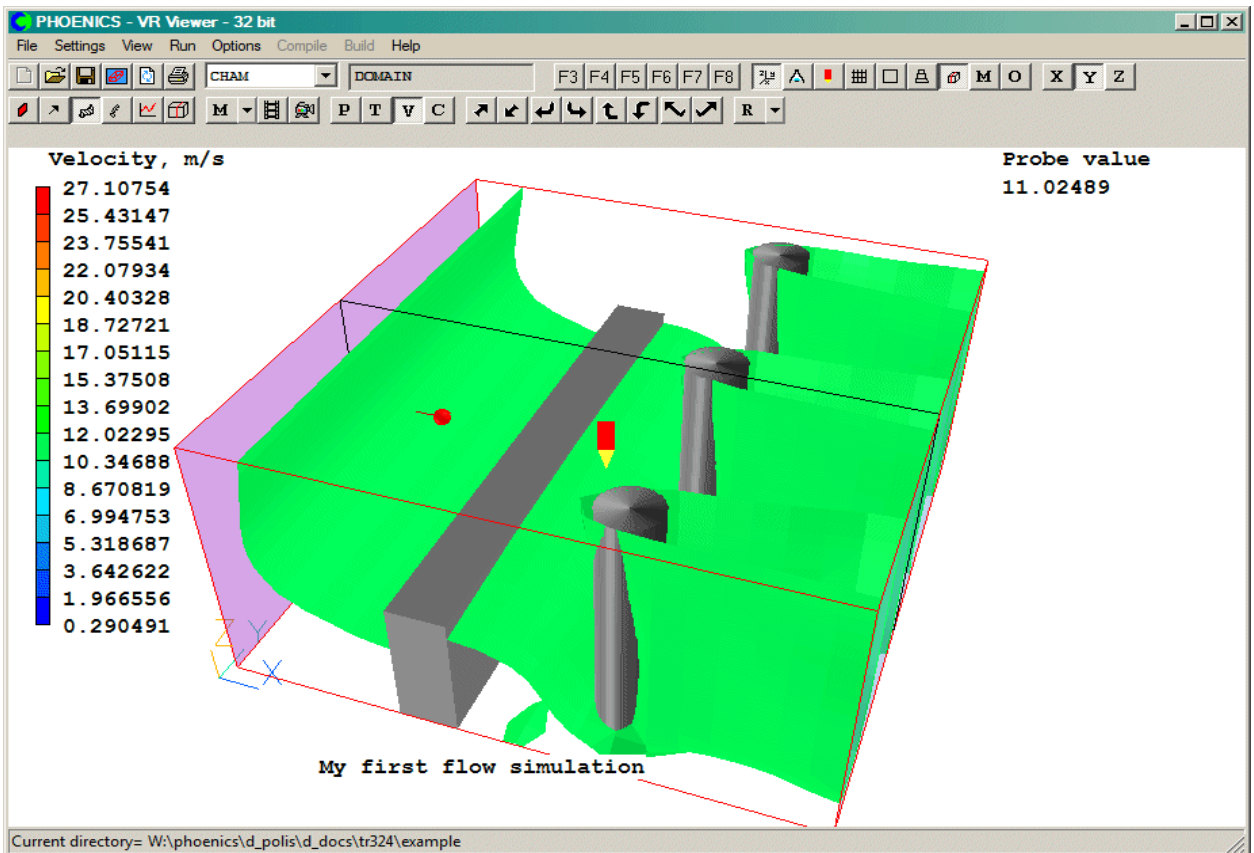 PHOENICS - VR Viewer - 32 bit
File Settings View Run Options Compile Build Help
CHAM DOMAIN F3 F4 F5 F6 F7 F8 M O X Y Z
M P T V C R
Velocity, m/s
27.10754
25.43147
23.75541
22.07934
20.40328
18.72721
17.05115
15.37508
13.69902
12.02295
10.34688
8.670819
6.994753
5.318687
3.642622
1.966556
0.290491
Probe value
11.02489
Z Y X
My first flow simulation
Current directory= W:\phoenics\d_polis\d_docs\tr324\example